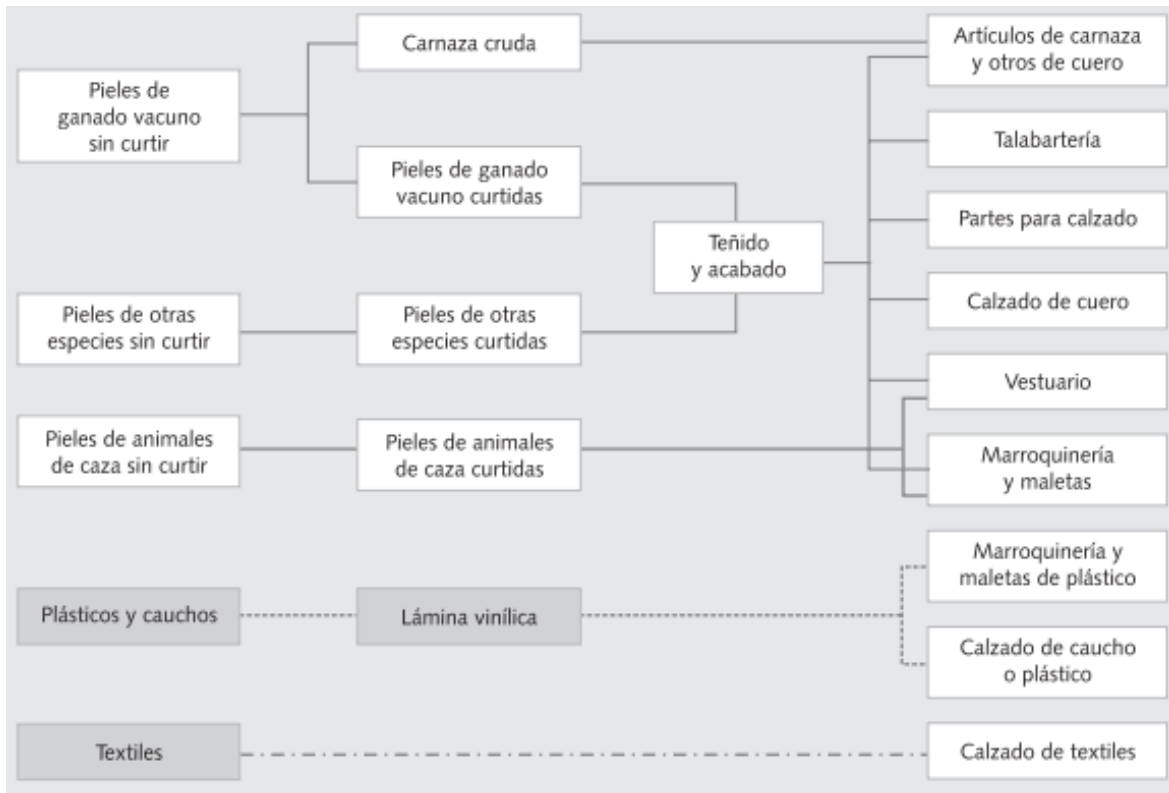 Pieles de
ganado vacuno
sin curtir
Carnaza cruda
Pieles de ganado
vacuno curtidas
Teñido
y acabado
Artículos de carnaza
y otros de cuero
Talabartería
Partes para calzado
Calzado de cuero
Vestuario
Marroquinería
y maletas
Pieles de otras
especies sin curtir
Pieles de otras
especies curtidas
Pieles de animales
de caza sin curtir
Pieles de animales
de caza curtidas
Plásticos y cauchos
Lámina vinílica
Marroquinería y
maletas de plástico
Calzado de caucho
o plástico
Textiles
Calzado de textiles